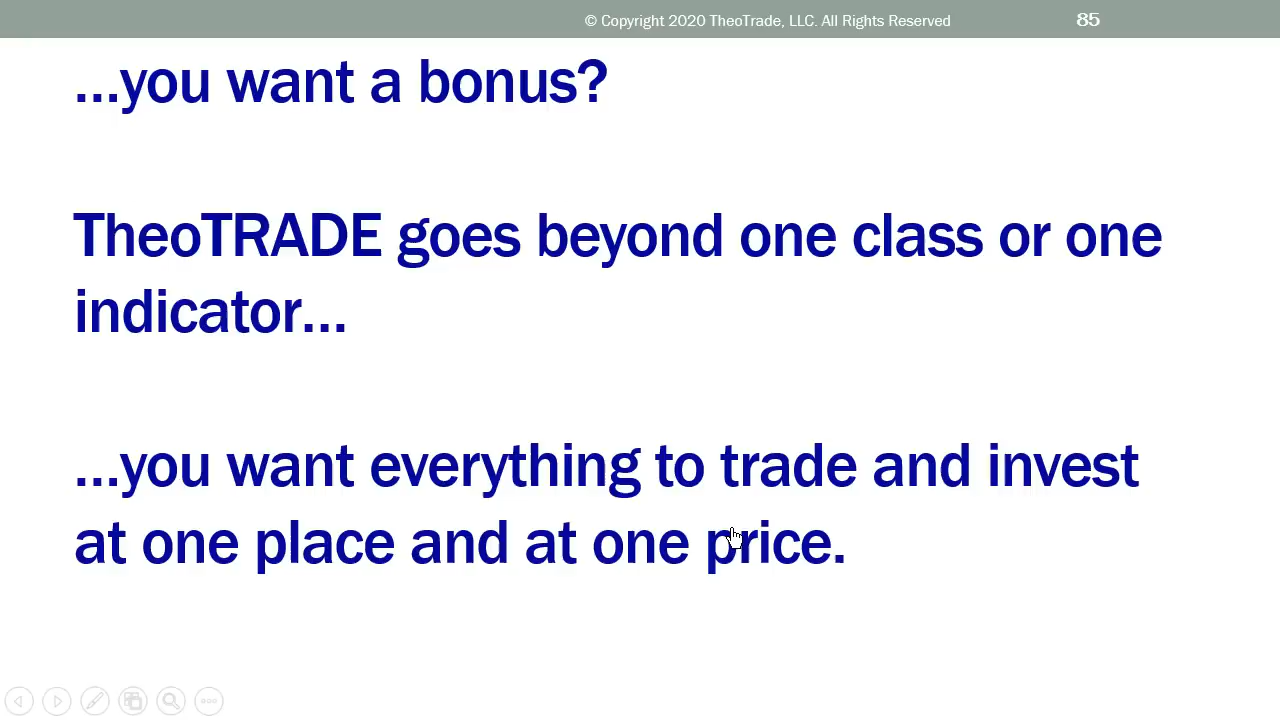 © Copyright 2020 TheoTrade, LLC. All Rights Reserved 85
...you want a bonus?
TheoTRADE goes beyond one class or one
indicator...
...you want everything to trade and invest
at one place and at one price.